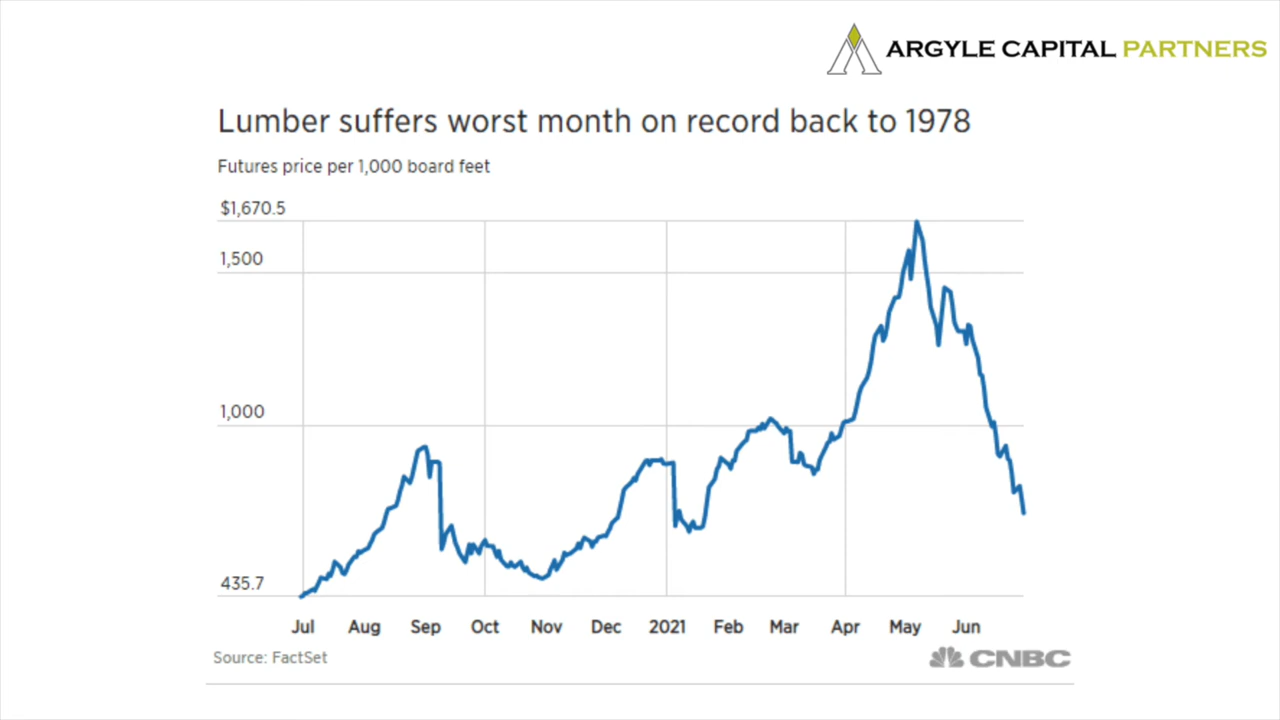 ARGYLE CAPITAL PARTNERS
Lumber suffers worst month on record back to 1978
Futures price per 1,000 board feet
$1,670.5
1,500
1,000
435.7
Jul Aug Sep Oct Nov Dec 2021 Feb Mar Apr May Jun
Source: FactSet
CNBC